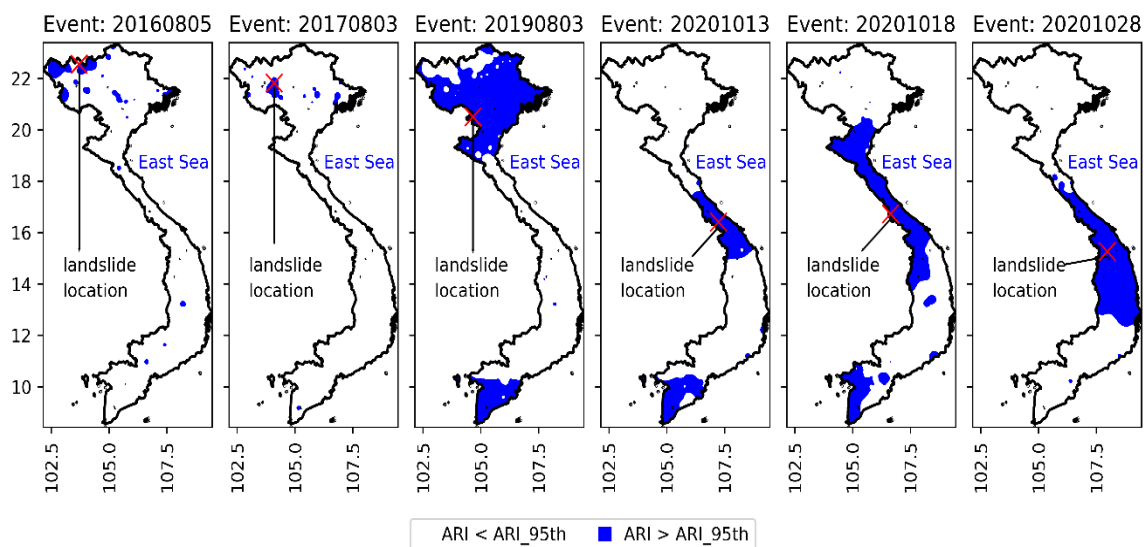 Event: 20160805 Event: 20170803 Event: 20190803 Event: 20201013 Event: 20201018 Event: 20201028
22
20
East Sea East Sea East Sea East Sea East Sea East Sea
18
16
landslide landslide landslide landslide landslide landslide
location location location location location location
14
12
10
102.5 105.0 107.5 102.5 105.0 107.5 102.5 105.0 107.5 102.5 105.0 107.5 102.5 105.0 107.5 102.5 105.0 107.5
ARI < ARI_95th ARI > ARI_95th